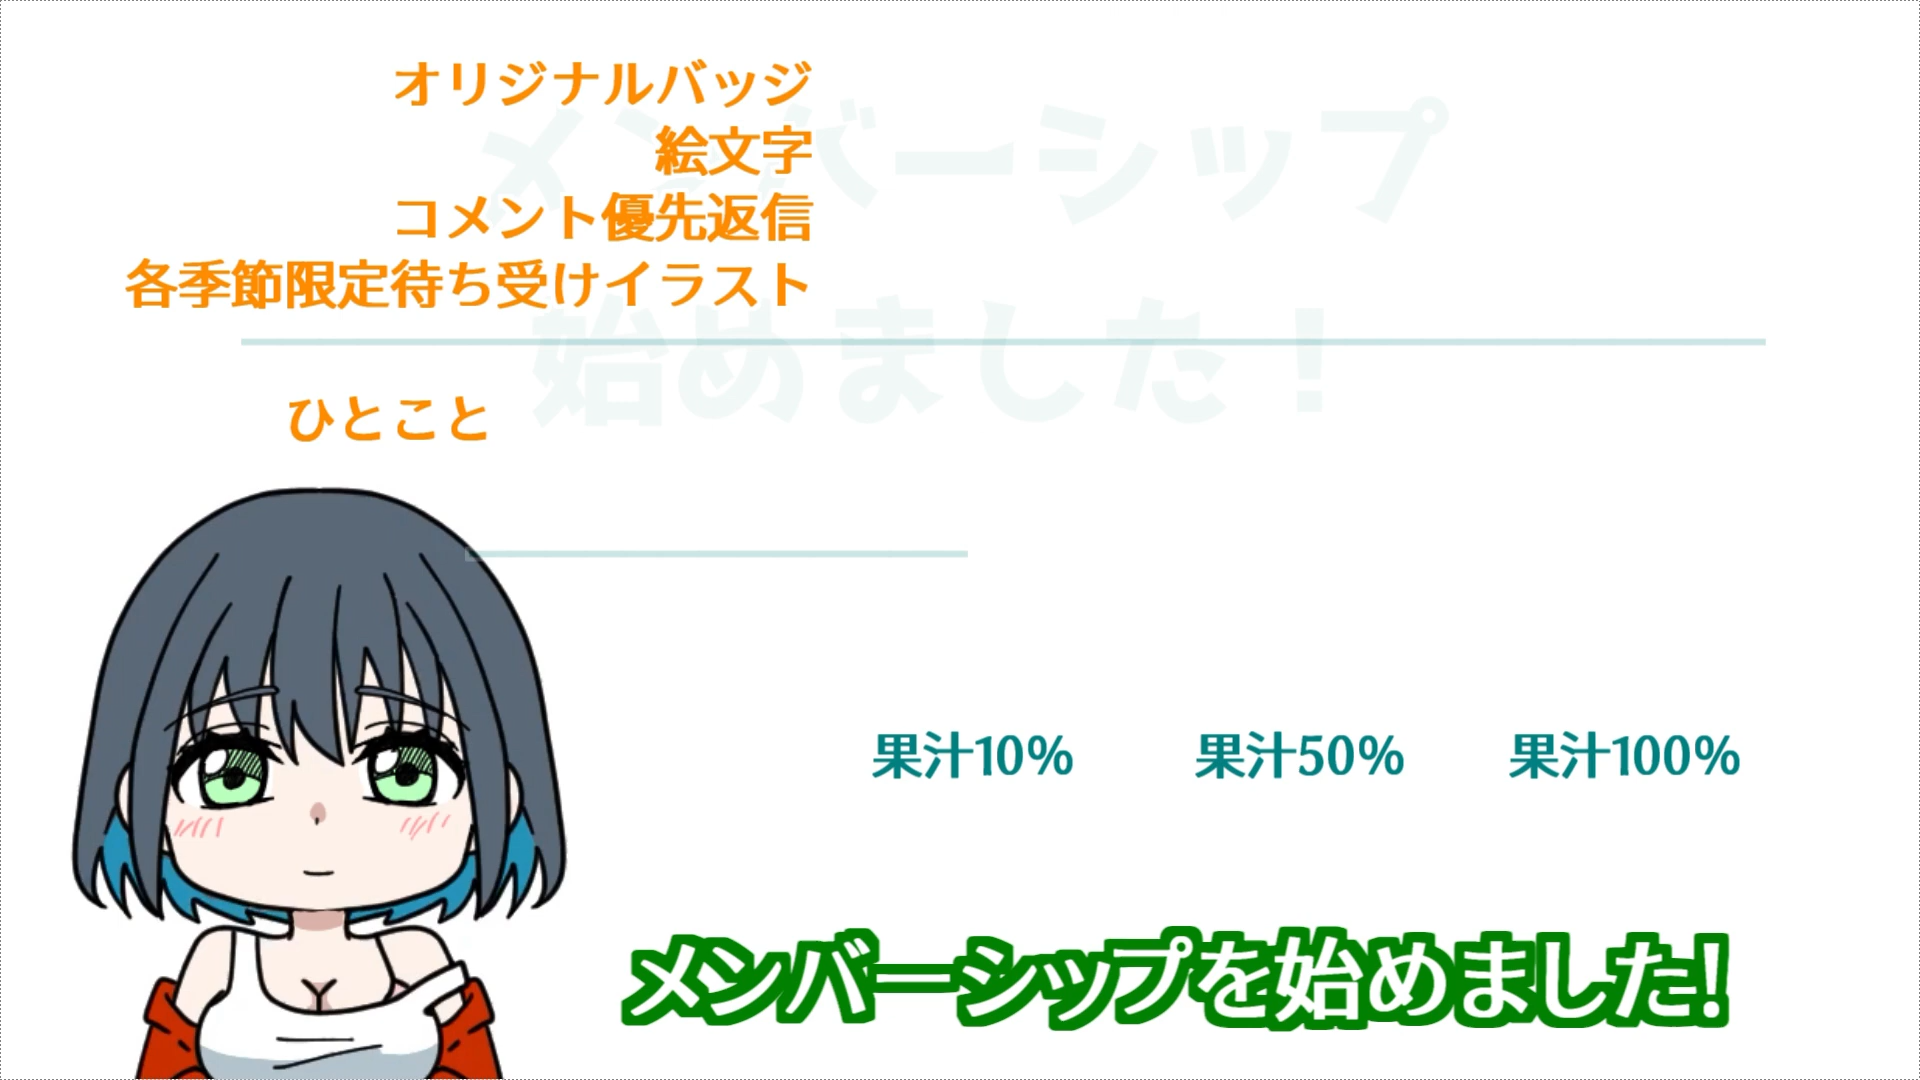 オリジナルバッジ
絵文字
コメント優先返信
各季節限定待ち受けイラスト
メンバーシップ
始めました！
ひとこと
果汁10%
果汁50%
果汁100%
メンバーシップを始めました!